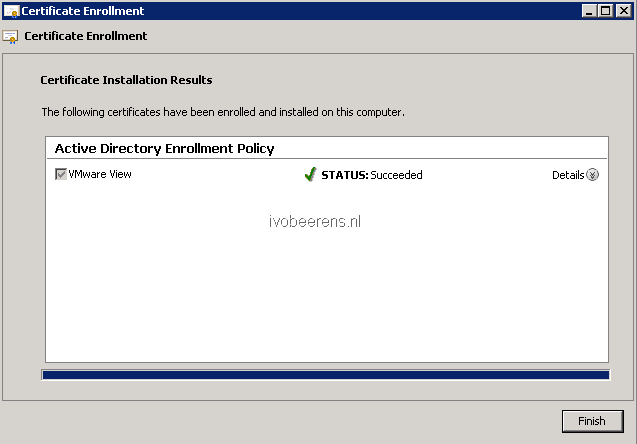 Certificate Enrollment
Certificate Enrollment
Certificate Installation Results
The following certificates have been enrolled and installed on this computer.
Active Directory Enrollment Policy
VMware View STATUS: Succeeded Details
ivobeerens.nl
Finish